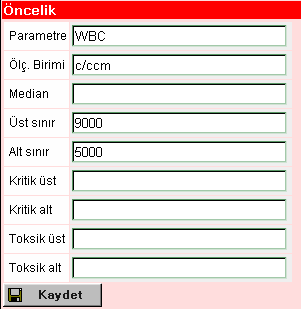 Öncelik
Parametre WBC
Ölç. Birimi c/ccm
Median
Üst sınır 9000
Alt sınır 5000
Kritik üst
Kritik alt
Toksik üst
Toksik alt
Kaydet